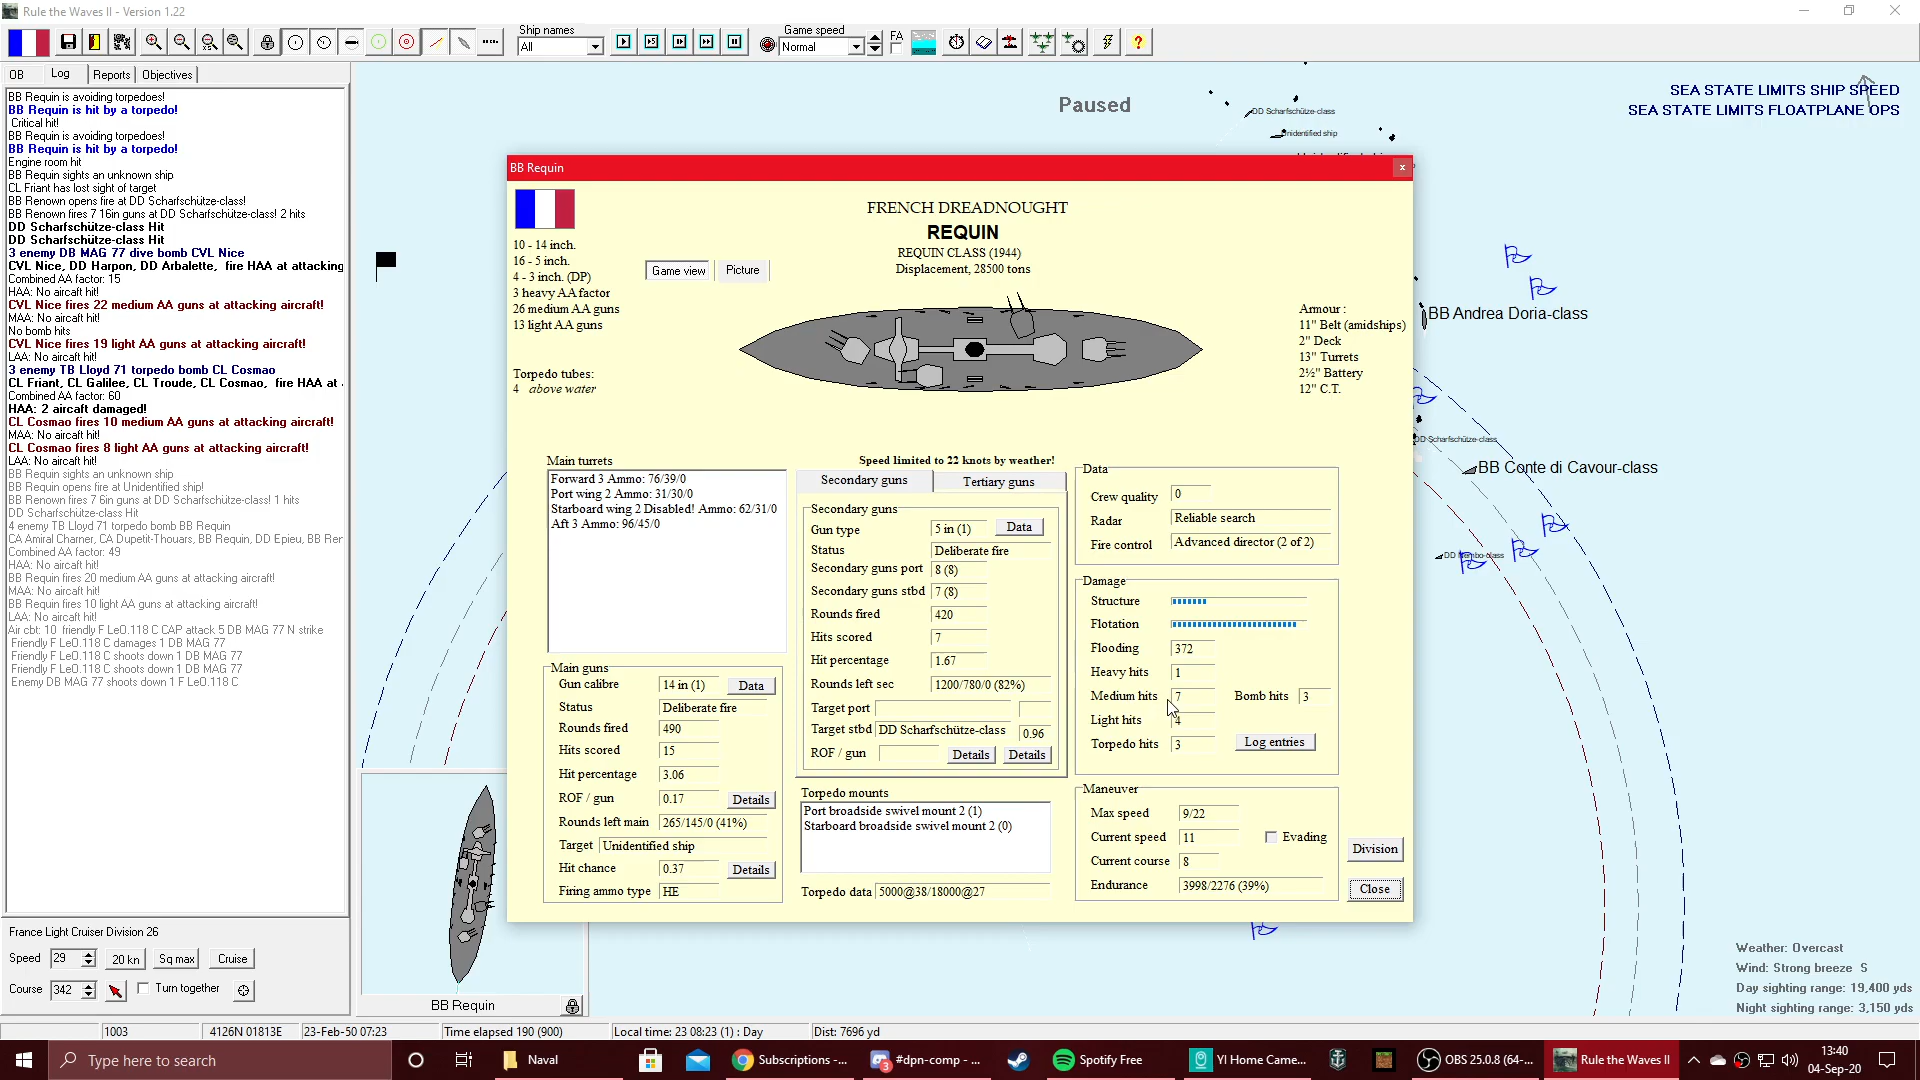 Rule the Waves II - Version 1.22
Ship names
All
Game speed
Normal
FA
OB
Log
Reports
Objectives
BB Requin is avoiding torpedoes!
BB Requin is hit by a torpedo!
Critical hit!
BB Requin is avoiding torpedoes!
BB Requin is hit by a torpedo!
Engine room hit
BB Requin sights an unknown ship
CL Friant has lost sight of target
BB Renown opens fire at DD Scharfschütze-class!
BB Renown fires 7 16in guns at DD Scharfschütze-class! 2 hits
DD Scharfschütze-class Hit
DD Scharfschütze-class Hit
3 enemy DB MAG 77 dive bomb CVL Nice
CVL Nice, DD Harpon, DD Arbalette, fire HAA at attacking
Combined AA factor: 15
HAA: No aircaft hit!
CVL Nice fires 22 medium AA guns at attacking aircraft!
MAA: No aircaft hit!
No bomb hits
CVL Nice fires 19 light AA guns at attacking aircraft!
LAA: No aircaft hit!
3 enemy TB Lloyd 71 torpedo bomb CL Cosmao
CL Friant, CL Galilee, CL Troude, CL Cosmao, fire HAA at
Combined AA factor: 60
HAA: 2 aircaft damaged!
CL Cosmao fires 10 medium AA guns at attacking aircraft!
MAA: No aircaft hit!
CL Cosmao fires 8 light AA guns at attacking aircraft!
LAA: No aircaft hit!
BB Requin sights an unknown ship
BB Requin opens fire at Unidentified ship!
BB Renown fires 7 6in guns at DD Scharfschütze-class! 1 hits
DD Scharfschütze-class Hit
4 enemy TB Lloyd 71 torpedo bomb BB Requin
CA Amiral Charner, CA Dupetit-Thouars, BB Requin, DD Epieu, BB Rer
Combined AA factor: 49
HAA: No aircaft hit!
BB Requin fires 20 medium AA guns at attacking aircraft!
MAA: No aircaft hit!
BB Requin fires 10 light AA guns at attacking aircraft!
LAA: No aircaft hit!
Air cbt: 10 friendly F LeO.118 C CAP attack 5 DB MAG 77 N strike
Friendly F LeO.118 C damages 1 DB MAG 77
Friendly F LeO.118 C shoots down 1 DB MAG 77
Friendly F LeO.118 C shoots down 1 DB MAG 77
Enemy DB MAG 77 shoots down 1 F LeO.118 C
France Light Cruiser Division 26
Speed 29 20 kn Sq max Cruise
Course 342 Turn together
Paused
SEA STATE LIMITS SHIP SPEED
SEA STATE LIMITS FLOATPLANE OPS
DD Scharfschütze-class
Unidentified ship
BB Andrea Doria-class
DD Scharfschütze-class
BB Conte di Cavour-class
BB Requin
FRENCH DREADNOUGHT
REQUIN
REQUIN CLASS (1944)
Displacement, 28500 tons
10 - 14 inch.
16 - 5 inch.
4 - 3 inch. (DP)
3 heavy AA factor
26 medium AA guns
13 light AA guns
Torpedo tubes:
4 above water
Game view
Picture
Armour :
11" Belt (amidships)
2" Deck
13" Turrets
2½" Battery
12" C.T.
Main turrets
Forward 3 Ammo: 76/39/0
Port wing 2 Ammo: 31/30/0
Starboard wing 2 Disabled! Ammo: 62/31/0
Aft 3 Ammo: 96/45/0
Main guns
Gun calibre 14 in (1) Data
Status Deliberate fire
Rounds fired 490
Hits scored 15
Hit percentage 3.06
ROF / gun 0.17 Details
Rounds left main 265/145/0 (41%)
Target Unidentified ship
Hit chance 0.37 Details
Firing ammo type HE
Speed limited to 22 knots by weather!
Secondary guns
Tertiary guns
Secondary guns
Gun type 5 in (1) Data
Status Deliberate fire
Secondary guns port 8 (8)
Secondary guns stbd 7 (8)
Rounds fired 420
Hits scored 7
Hit percentage 1.67
Rounds left sec 1200/780/0 (82%)
Target port
Target stbd DD Scharfschütze-class 0.96
ROF / gun Details Details
Torpedo mounts
Port broadside swivel mount 2 (1)
Starboard broadside swivel mount 2 (0)
Torpedo data 5000@38/18000@27
Data
Crew quality 0
Radar Reliable search
Fire control Advanced director (2 of 2)
Damage
Structure
Flotation
Flooding 372
Heavy hits 1
Medium hits 7 Bomb hits 3
Light hits 4
Torpedo hits 3 Log entries
Maneuver
Max speed 9/22
Current speed 11 Evading
Current course 8
Endurance 3998/2276 (39%)
Division
Close
BB Requin
Weather: Overcast
Wind: Strong breeze S
Day sighting range: 19,400 yds
Night sighting range: 3,150 yds
1003
4126N 01813E
23-Feb-50 07:23
Time elapsed 190 (900)
Local time: 23 08:23 (1) : Day
Dist: 7696 yd
Type here to search
Naval
Subscriptions -...
#dpn-comp - ...
3
Spotify Free
YI Home Came...
OBS 25.0.8 (64-...
Rule the Waves II
13:40
04-Sep-20